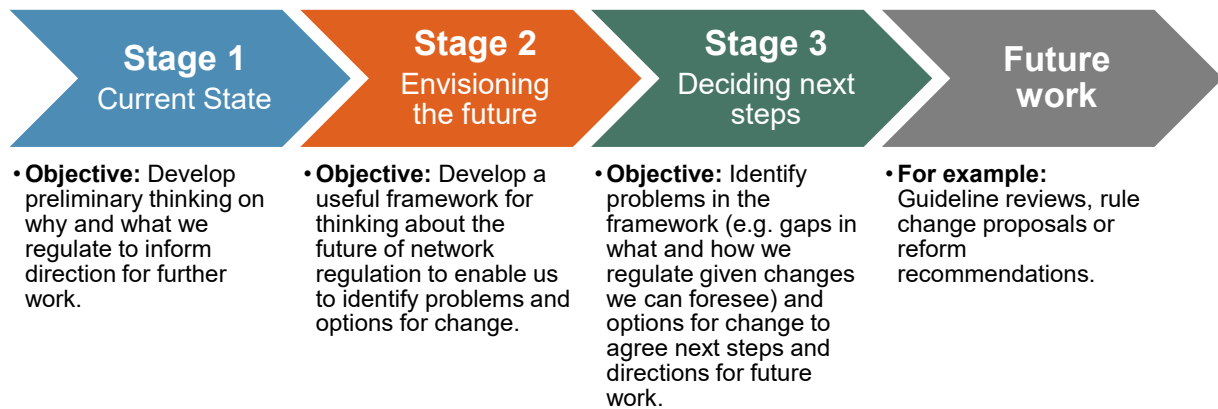 Stage 1
Current State
Stage 2
Envisioning
the future
Stage 3
Deciding next
steps
Future
work
• Objective: Develop
preliminary thinking on
why and what we
regulate to inform
direction for further
work.
• Objective: Develop a
useful framework for
thinking about the
future of network
regulation to enable us
to identify problems and
options for change.
• Objective: Identify
problems in the
framework (e.g. gaps in
what and how we
regulate given changes
we can foresee) and
options for change to
agree next steps and
directions for future
work.
• For example:
Guideline reviews, rule
change proposals or
reform
recommendations.